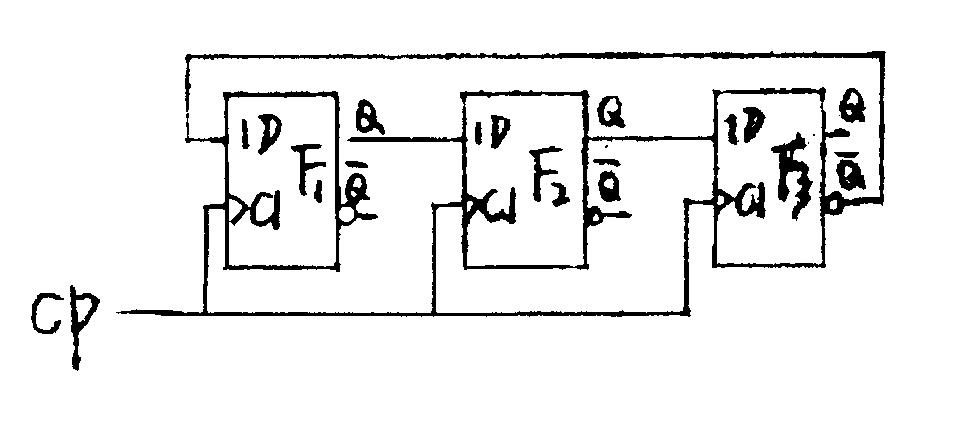 Q Q Q
1D 1D 1D
F1 Q̅ F2 Q̅ F3 Q̅
C1 C1 C1
CP